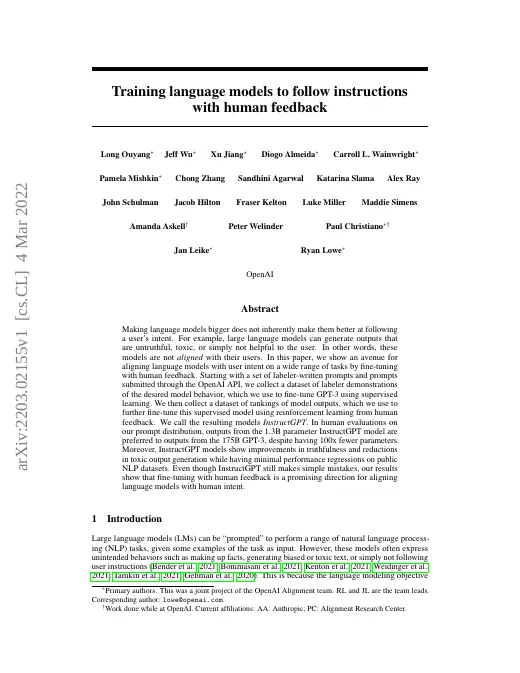 Training language models to follow instructions
with human feedback
Long Ouyang* Jeff Wu* Xu Jiang* Diogo Almeida* Carroll L. Wainwright*
Pamela Mishkin* Chong Zhang Sandhini Agarwal Katarina Slama Alex Ray
John Schulman Jacob Hilton Fraser Kelton Luke Miller Maddie Simens
Amanda Askell† Peter Welinder Paul Christiano*†
Jan Leike* Ryan Lowe*
OpenAI
Abstract
Making language models bigger does not inherently make them better at following
a user's intent. For example, large language models can generate outputs that
are untruthful, toxic, or simply not helpful to the user. In other words, these
models are not aligned with their users. In this paper, we show an avenue for
aligning language models with user intent on a wide range of tasks by fine-tuning
with human feedback. Starting with a set of labeler-written prompts and prompts
submitted through the OpenAI API, we collect a dataset of labeler demonstrations
of the desired model behavior, which we use to fine-tune GPT-3 using supervised
learning. We then collect a dataset of rankings of model outputs, which we use to
further fine-tune this supervised model using reinforcement learning from human
feedback. We call the resulting models InstructGPT. In human evaluations on
our prompt distribution, outputs from the 1.3B parameter InstructGPT model are
preferred to outputs from the 175B GPT-3, despite having 100x fewer parameters.
Moreover, InstructGPT models show improvements in truthfulness and reductions
in toxic output generation while having minimal performance regressions on public
NLP datasets. Even though InstructGPT still makes simple mistakes, our results
show that fine-tuning with human feedback is a promising direction for aligning
language models with human intent.
1 Introduction
Large language models (LMs) can be "prompted" to perform a range of natural language process-
ing (NLP) tasks, given some examples of the task as input. However, these models often express
unintended behaviors such as making up facts, generating biased or toxic text, or simply not following
user instructions (Bender et al., 2021; Bommasani et al., 2021; Kenton et al., 2021; Weidinger et al.,
2021; Tamkin et al., 2021; Gehman et al., 2020). This is because the language modeling objective
*Primary authors. This was a joint project of the OpenAI Alignment team. RL and JL are the team leads.
Corresponding author: lowe@openai.com.
†Work done while at OpenAI. Current affiliations: AA: Anthropic; PC: Alignment Research Center.
arXiv:2203.02155v1 [cs.CL] 4 Mar 2022